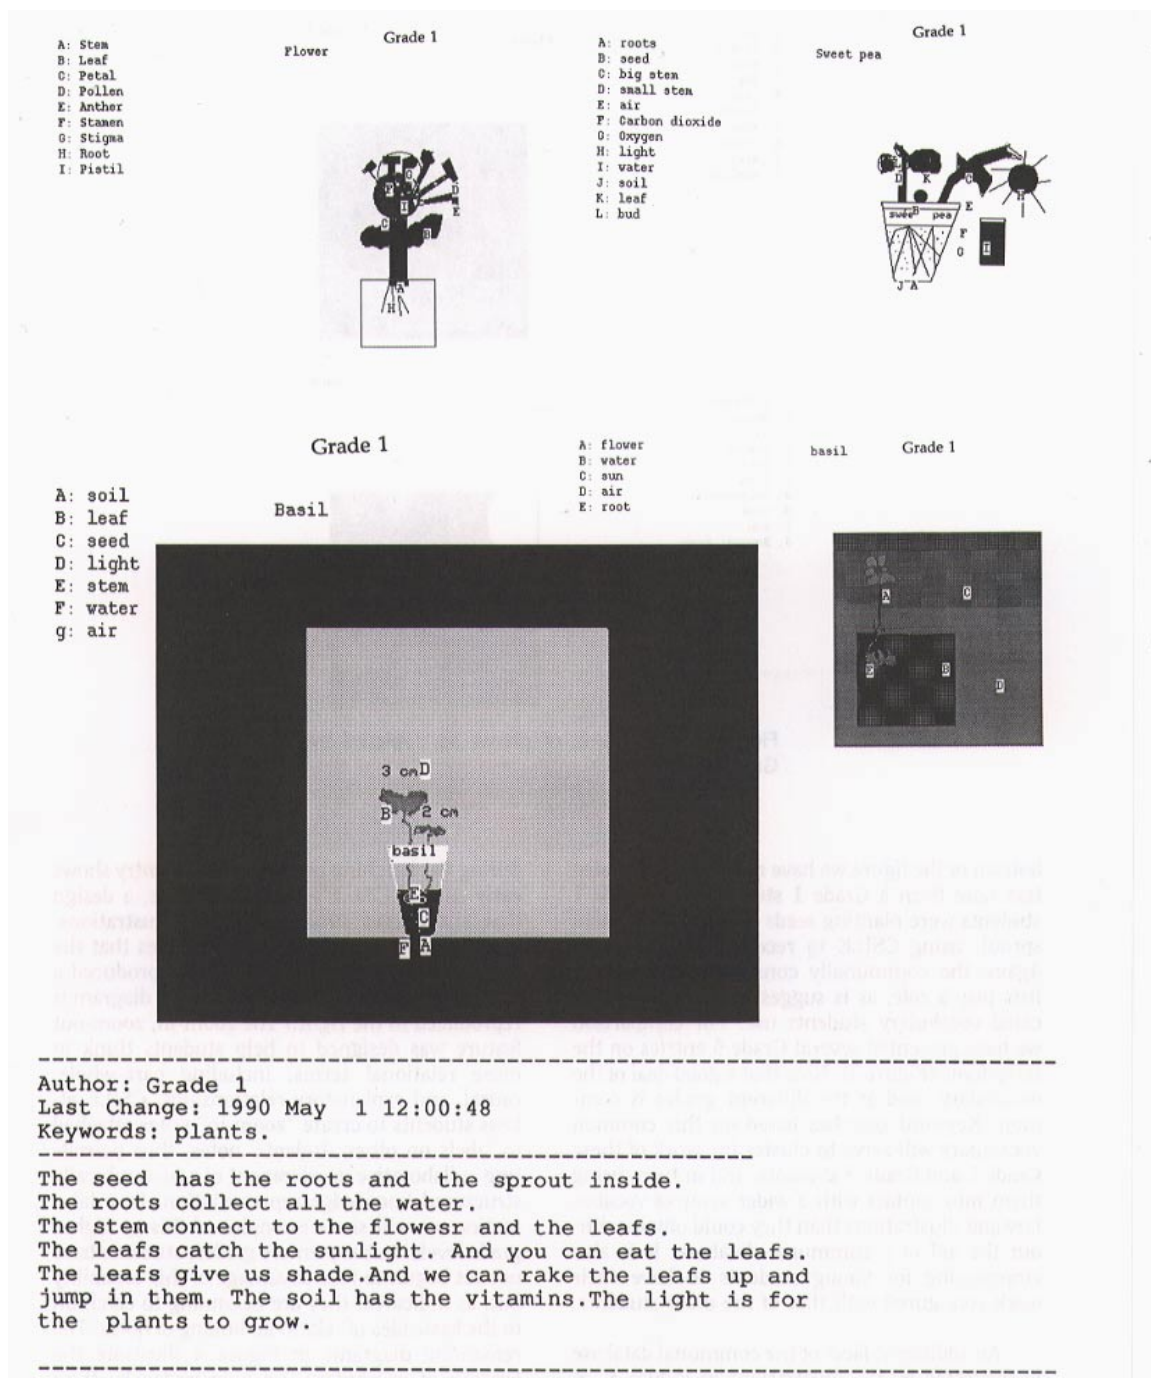 Grade 1
Flower
A: Stem
B: Leaf
C: Petal
D: Pollen
E: Anther
F: Stamen
G: Stigma
H: Root
I: Pistil
F
G
D
I
E
C
B
A
H
Grade 1
Sweet pea
A: roots
B: seed
C: big stem
D: small stem
E: air
F: Carbon dioxide
G: Oxygen
H: light
I: water
J: soil
K: leaf
L: bud
L
D
K
C
H
B
E
swee pea
F
G
I
J A
Grade 1
Basil
A: soil
B: leaf
C: seed
D: light
E: stem
F: water
g: air
3 cm D
B
2 cm
basil
E
C
F A
Grade 1
basil
A: flower
B: water
C: sun
D: air
E: root
A
C
E
B
D
Author: Grade 1
Last Change: 1990 May 1 12:00:48
Keywords: plants.
The seed has the roots and the sprout inside.
The roots collect all the water.
The stem connect to the flowesr and the leafs.
The leafs catch the sunlight. And you can eat the leafs.
The leafs give us shade.And we can rake the leafs up and
jump in them. The soil has the vitamins.The light is for
the plants to grow.